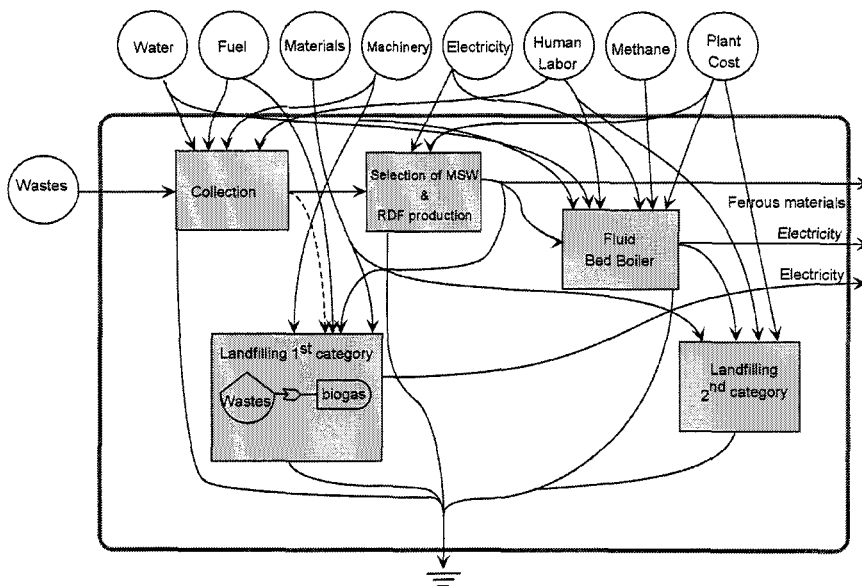 Water
Fuel
Materials
Machinery
Electricity
Human
Labor
Methane
Plant
Cost
Wastes
Collection
Selection of MSW
&
RDF production
Ferrous materials
Fluid
Bed Boiler
Electricity
Electricity
Landfilling 1st category
Wastes
biogas
Landfilling
2nd category